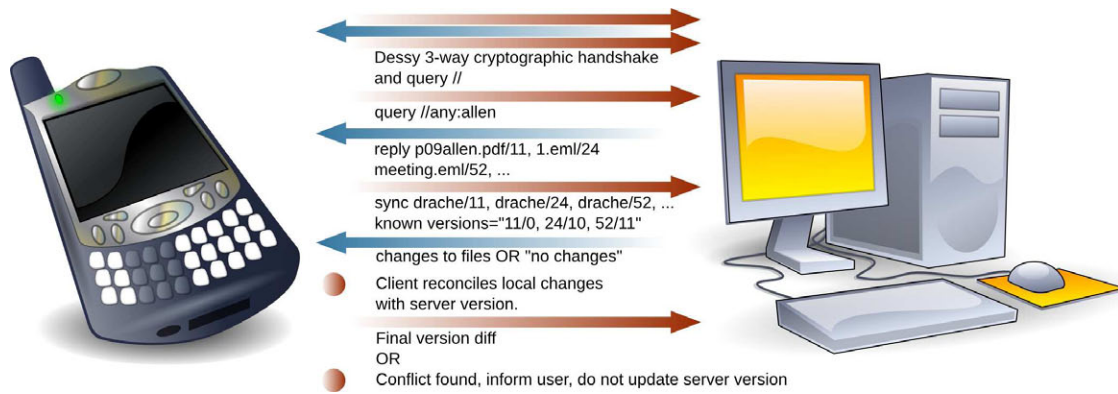 Dessy 3-way cryptographic handshake
and query //
query //any:allen
reply p09allen.pdf/11, 1.eml/24
meeting.eml/52, ...
sync drache/11, drache/24, drache/52, ...
known versions="11/0, 24/10, 52/11"
changes to files OR "no changes"
Client reconciles local changes
with server version.
Final version diff
OR
Conflict found, inform user, do not update server version